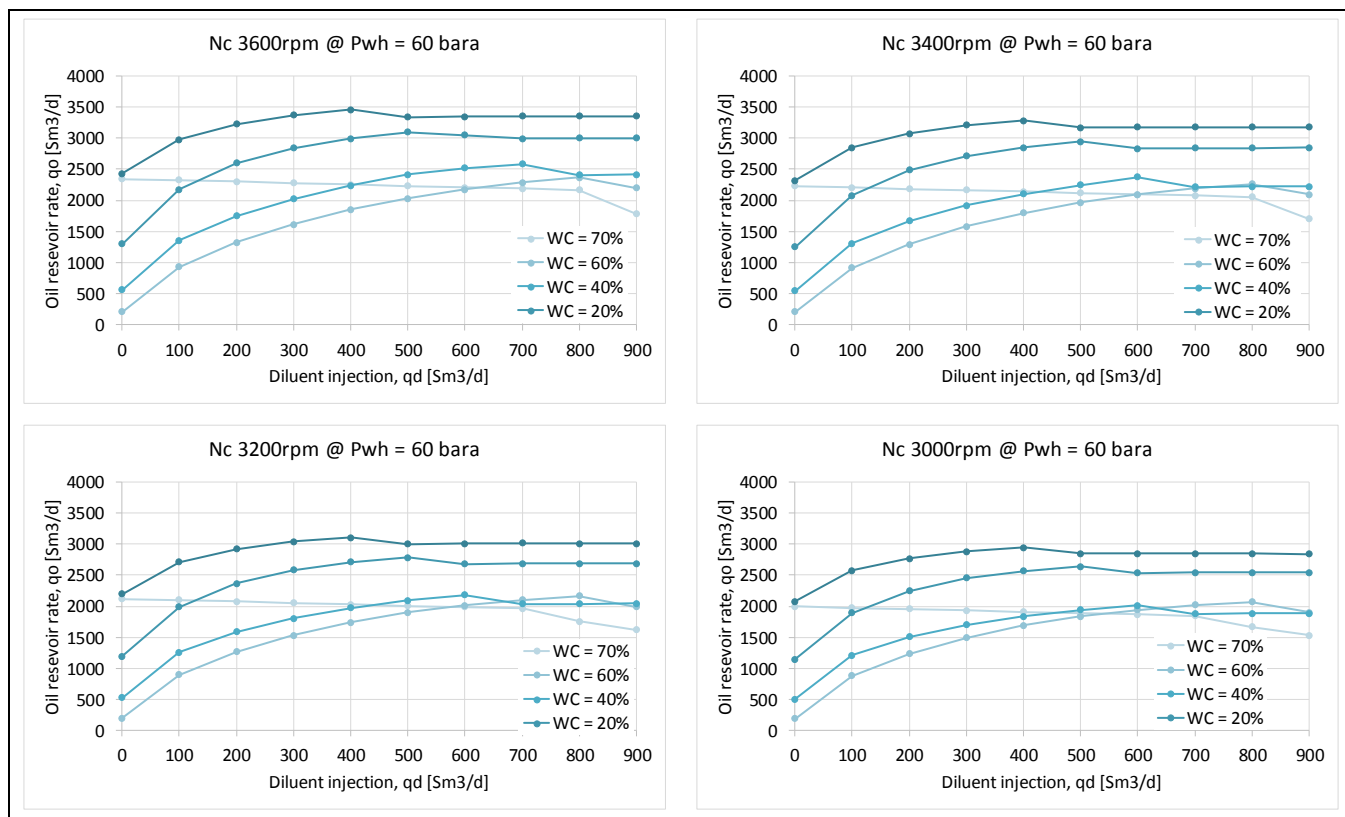 Nc 3600rpm @ Pwh = 60 bara
Oil resevoir rate, qo [Sm3/d]
4000
3500
3000
2500
2000
1500
1000
500
0
WC = 70%
WC = 60%
WC = 40%
WC = 20%
0 100 200 300 400 500 600 700 800 900
Diluent injection, qd [Sm3/d]
Nc 3400rpm @ Pwh = 60 bara
Oil resevoir rate, qo [Sm3/d]
4000
3500
3000
2500
2000
1500
1000
500
0
WC = 70%
WC = 60%
WC = 40%
WC = 20%
0 100 200 300 400 500 600 700 800 900
Diluent injection, qd [Sm3/d]
Nc 3200rpm @ Pwh = 60 bara
Oil resevoir rate, qo [Sm3/d]
4000
3500
3000
2500
2000
1500
1000
500
0
WC = 70%
WC = 60%
WC = 40%
WC = 20%
0 100 200 300 400 500 600 700 800 900
Diluent injection, qd [Sm3/d]
Nc 3000rpm @ Pwh = 60 bara
Oil resevoir rate, qo [Sm3/d]
4000
3500
3000
2500
2000
1500
1000
500
0
WC = 70%
WC = 60%
WC = 40%
WC = 20%
0 100 200 300 400 500 600 700 800 900
Diluent injection, qd [Sm3/d]